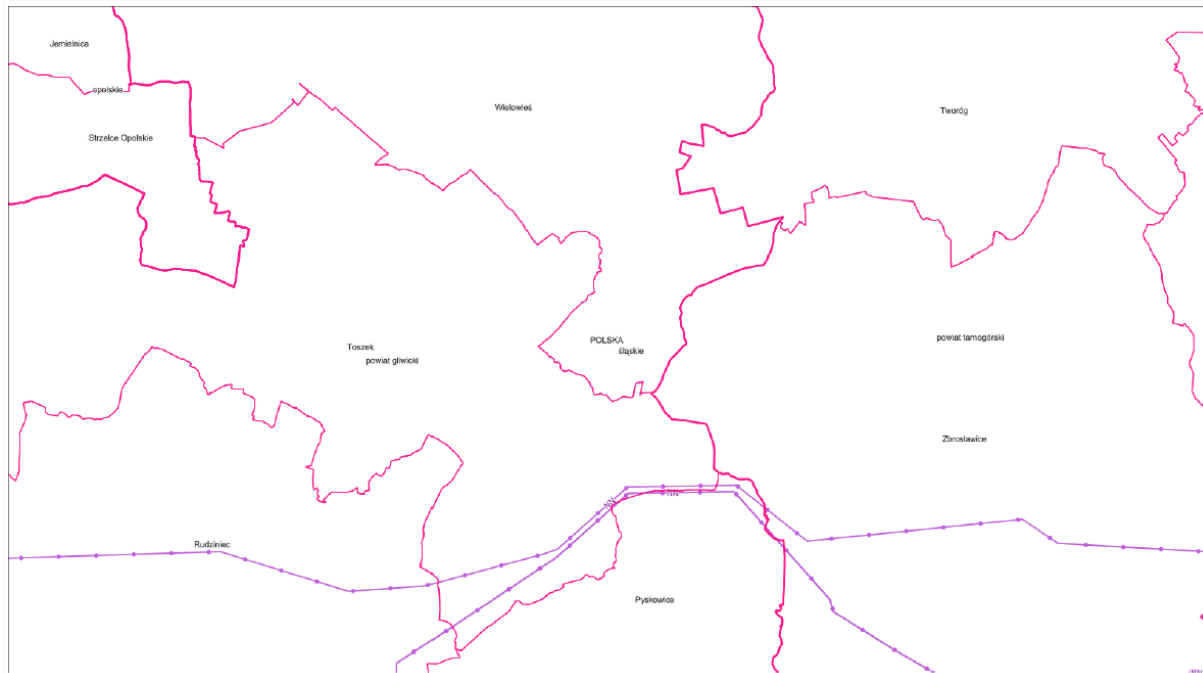 Jemielnica
opolskie
Wielowieś
Tworóg
Strzelce Opolskie
POLSKA
śląskie
Toszek
powiat gliwicki
powiat tarnogórski
Zbrosławice
Rudziniec
Pyskowice